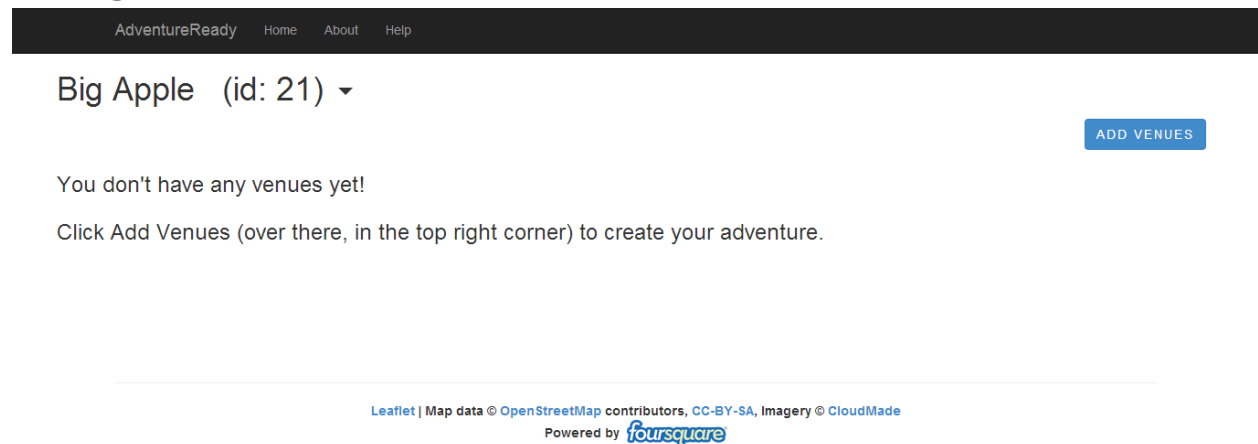 AdventureReady Home About Help
Big Apple (id: 21)
ADD VENUES
You don't have any venues yet!
Click Add Venues (over there, in the top right corner) to create your adventure.
Leaflet | Map data © OpenStreetMap contributors, CC-BY-SA, Imagery © CloudMade
Powered by foursquare